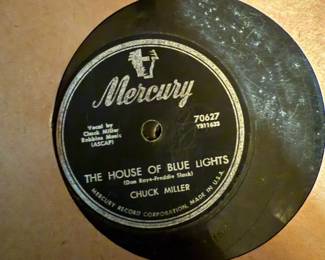 Mercury
Vocal by
Chuck Miller
Robbins Music
(ASCAP)
70627
YB11633
THE HOUSE OF BLUE LIGHTS
(Don Raye-Freddie Slack)
CHUCK MILLER
MERCURY RECORD CORPORATION, MADE IN U.S.A.